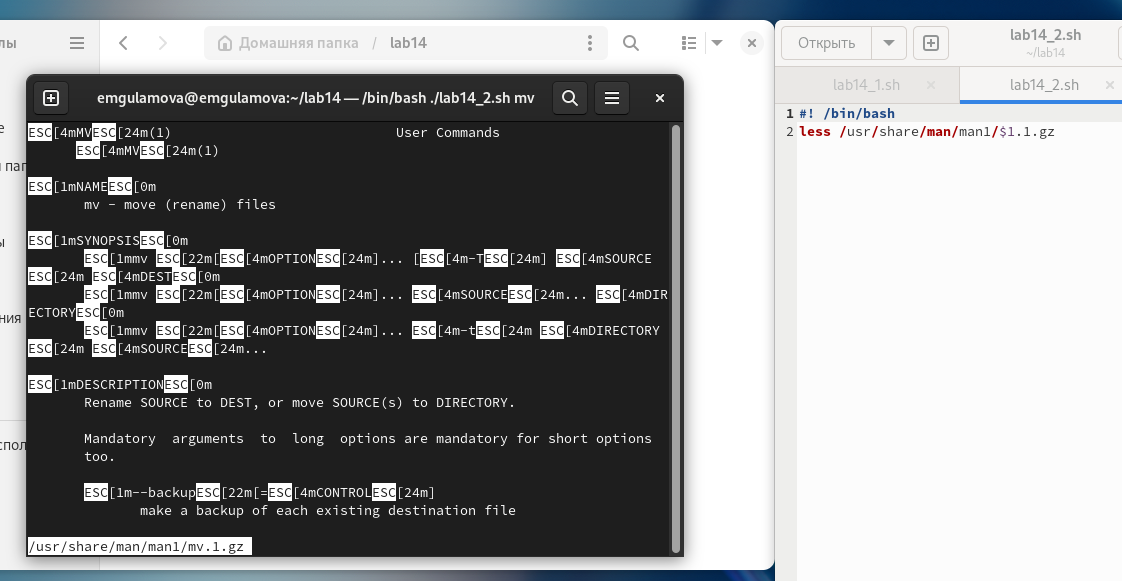 лы
Домашняя папка / lab14
е
пап
ы
ния
спол
emgulamova@emgulamova:~/lab14 — /bin/bash ./lab14_2.sh mv
ESC[4mMVESC[24m(1) User Commands
ESC[4mMVESC[24m(1)
ESC[1mNAMEESC[0m
mv - move (rename) files
ESC[1mSYNOPSISESC[0m
ESC[1mmv ESC[22m[ESC[4mOPTIONESC[24m]... [ESC[4m-TESC[24m] ESC[4mSOURCE
ESC[24m ESC[4mDESTESC[0m
ESC[1mmv ESC[22m[ESC[4mOPTIONESC[24m]... ESC[4mSOURCEESC[24m... ESC[4mDIR
ECTORYESC[0m
ESC[1mmv ESC[22m[ESC[4mOPTIONESC[24m]... ESC[4m-tESC[24m ESC[4mDIRECTORY
ESC[24m ESC[4mSOURCEESC[24m...
ESC[1mDESCRIPTIONESC[0m
Rename SOURCE to DEST, or move SOURCE(s) to DIRECTORY.
Mandatory arguments to long options are mandatory for short options
too.
ESC[1m--backupESC[22m[=ESC[4mCONTROLESC[24m]
make a backup of each existing destination file
/usr/share/man/man1/mv.1.gz
Открыть
lab14_2.sh
~/lab14
lab14_1.sh
lab14_2.sh
1 #! /bin/bash
2 less /usr/share/man/man1/$1.1.gz